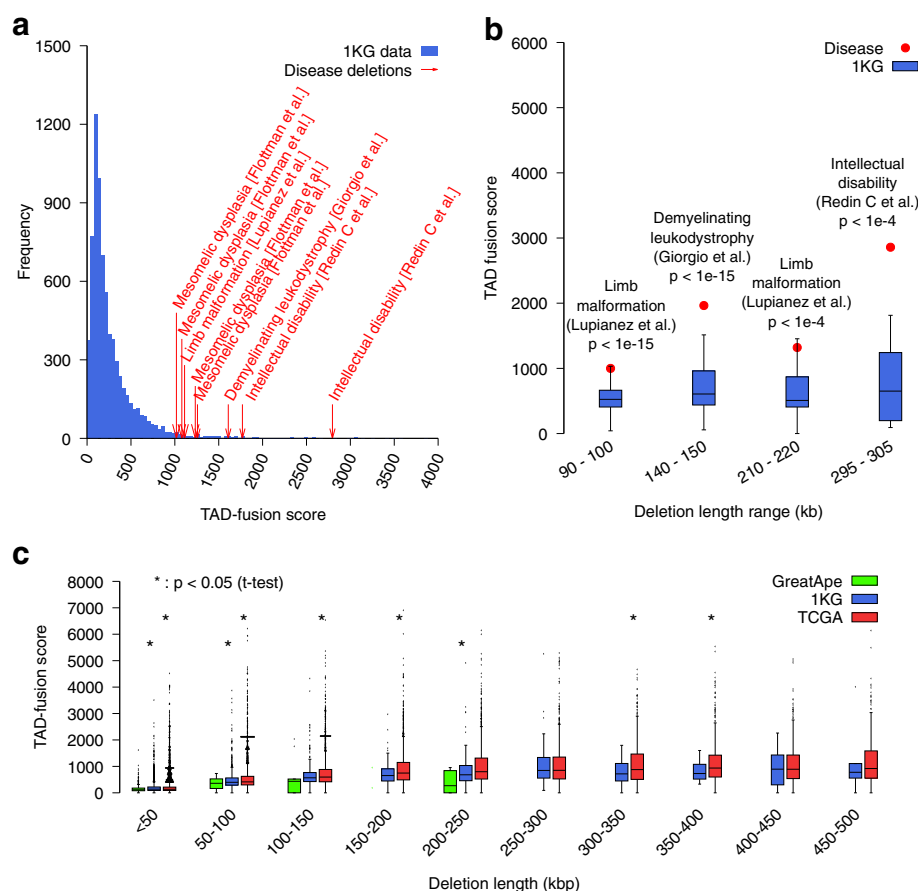 a
1500
1200
900
600
300
0
Frequency
1KG data
Disease deletions
Mesomelic dysplasia [Flottman et al.]
Mesomelic dysplasia [Flottman et al.]
Limb malformation [Lupianez et al.]
Mesomelic dysplasia [Flottman et al.]
Mesomelic dysplasia [Flottman et al.]
Demyelinating leukodystrophy [Giorgio et al.]
Intellectual disability [Redin C et al.]
Intellectual disability [Redin C et al.]
0
500
1000
1500
2000
2500
3000
3500
4000
TAD-fusion score
b
6000
5000
4000
3000
2000
1000
0
TAD fusion score
Disease
1KG
Limb
malformation
(Lupianez et al.)
p < 1e-15
Demyelinating
leukodystrophy
(Giorgio et al.)
p < 1e-15
Limb
malformation
(Lupianez et al.)
p < 1e-4
Intellectual
disability
(Redin C et al.)
p < 1e-4
90 - 100
140 - 150
210 - 220
295 - 305
Deletion length range (kb)
c
8000
7000
6000
5000
4000
3000
2000
1000
0
TAD-fusion score
* : p < 0.05 (t-test)
GreatApe
1KG
TCGA
* * * * * * * * * *
<50
50-100
100-150
150-200
200-250
250-300
300-350
350-400
400-450
450-500
Deletion length (kbp)